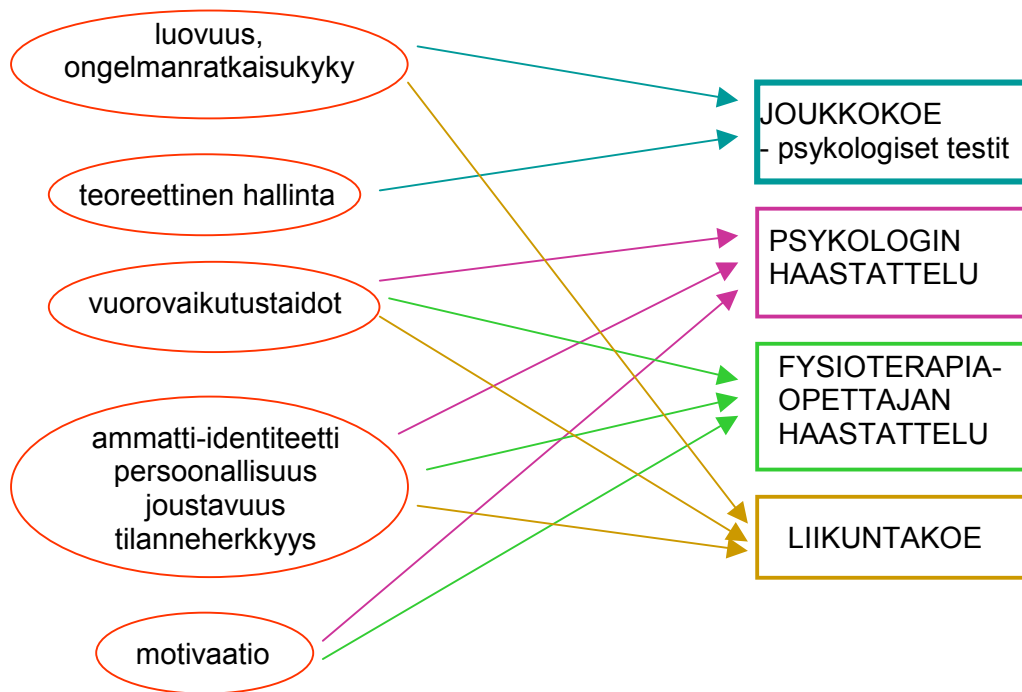 luovuus,
ongelmanratkaisukyky
teoreettinen hallinta
vuorovaikutustaidot
ammatti-identiteetti
persoonallisuus
joustavuus
tilanneherkkyys
motivaatio
JOUKKOKOE
- psykologiset testit
PSYKOLOGIN
HAASTATTELU
FYSIOTERAPIA-
OPETTAJAN
HAASTATTELU
LIIKUNTAKOE